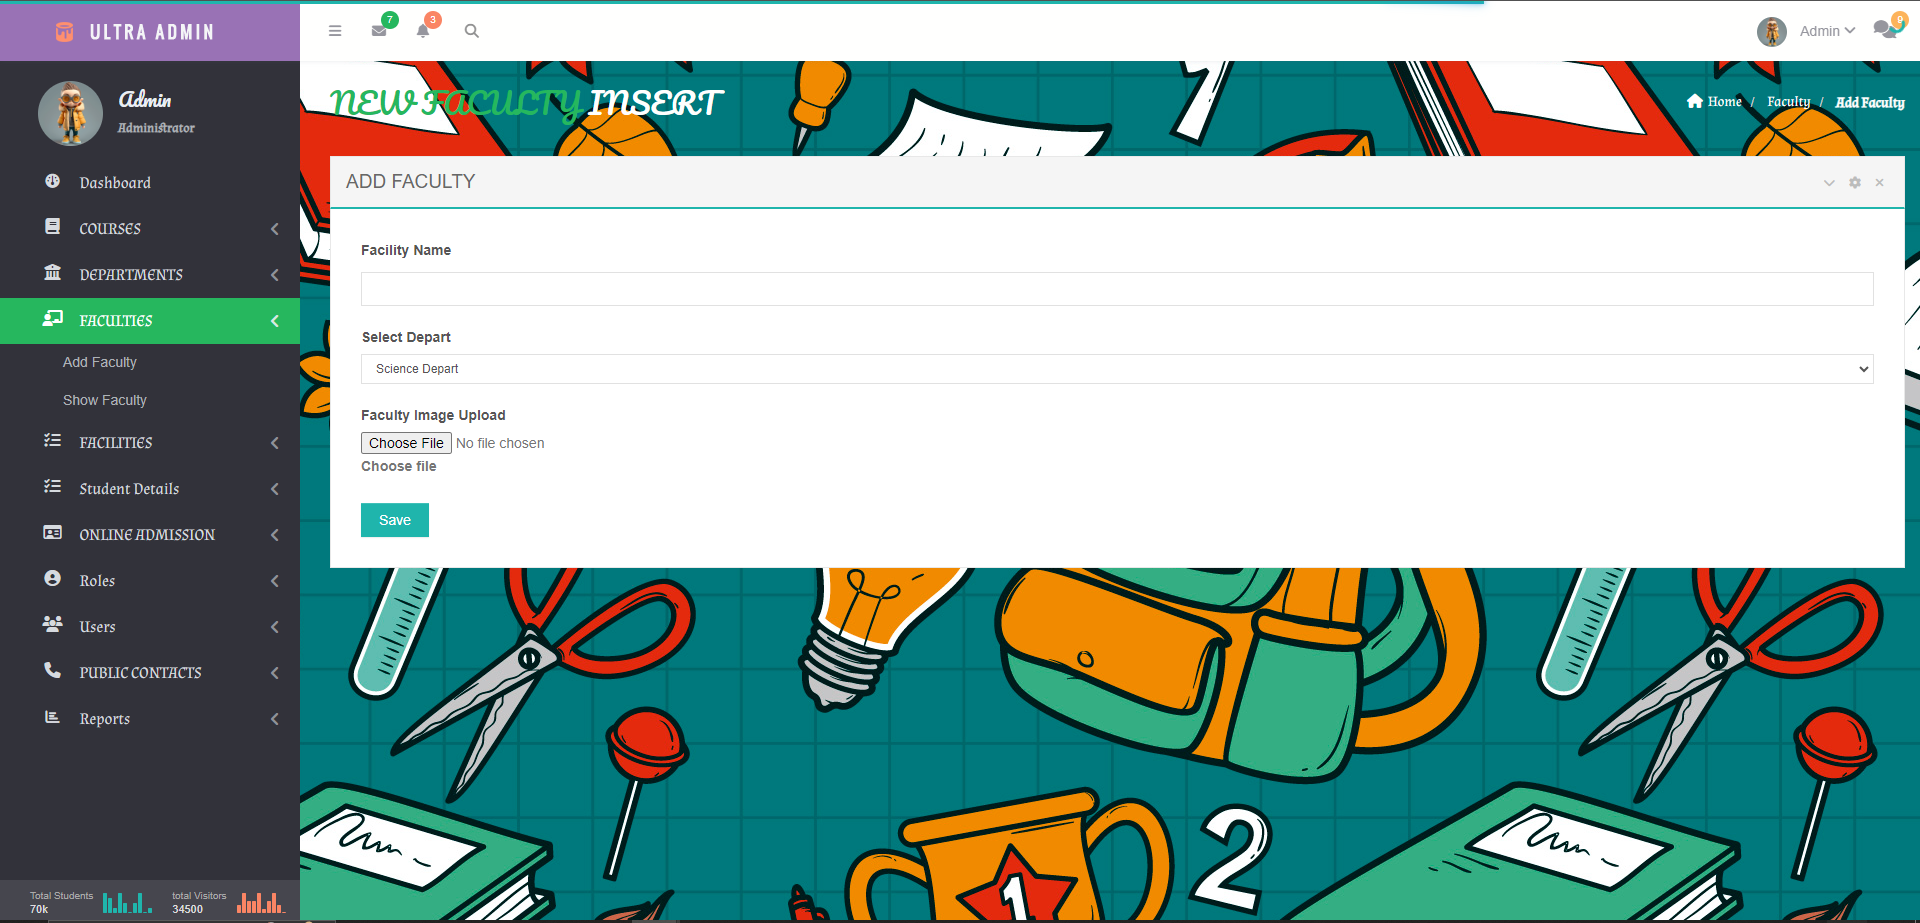 ULTRA ADMIN
7
3
Admin
9
Admin
Administrator
NEW FACULTY INSERT
Home / Faculty / Add Faculty
Dashboard
COURSES
DEPARTMENTS
FACULTIES
Add Faculty
Show Faculty
FACILITIES
Student Details
ONLINE ADMISSION
Roles
Users
PUBLIC CONTACTS
Reports
Total Students
70k
total Visitors
34500
ADD FACULTY
Facility Name
Select Depart
Science Depart
Faculty Image Upload
Choose File No file chosen
Choose file
Save
1
2
1